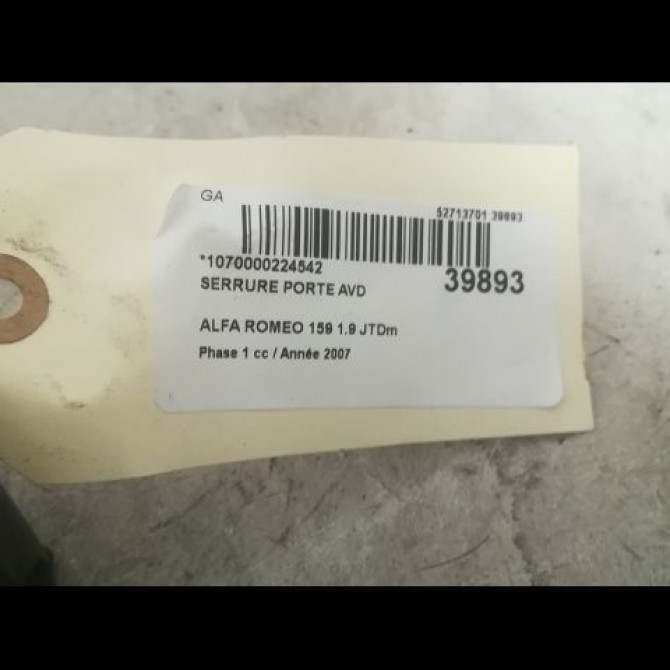 GA
52713701 39893
*1070000224542
39893
SERRURE PORTE AVD
ALFA ROMEO 159 1.9 JTDm
Phase 1 cc / Année 2007